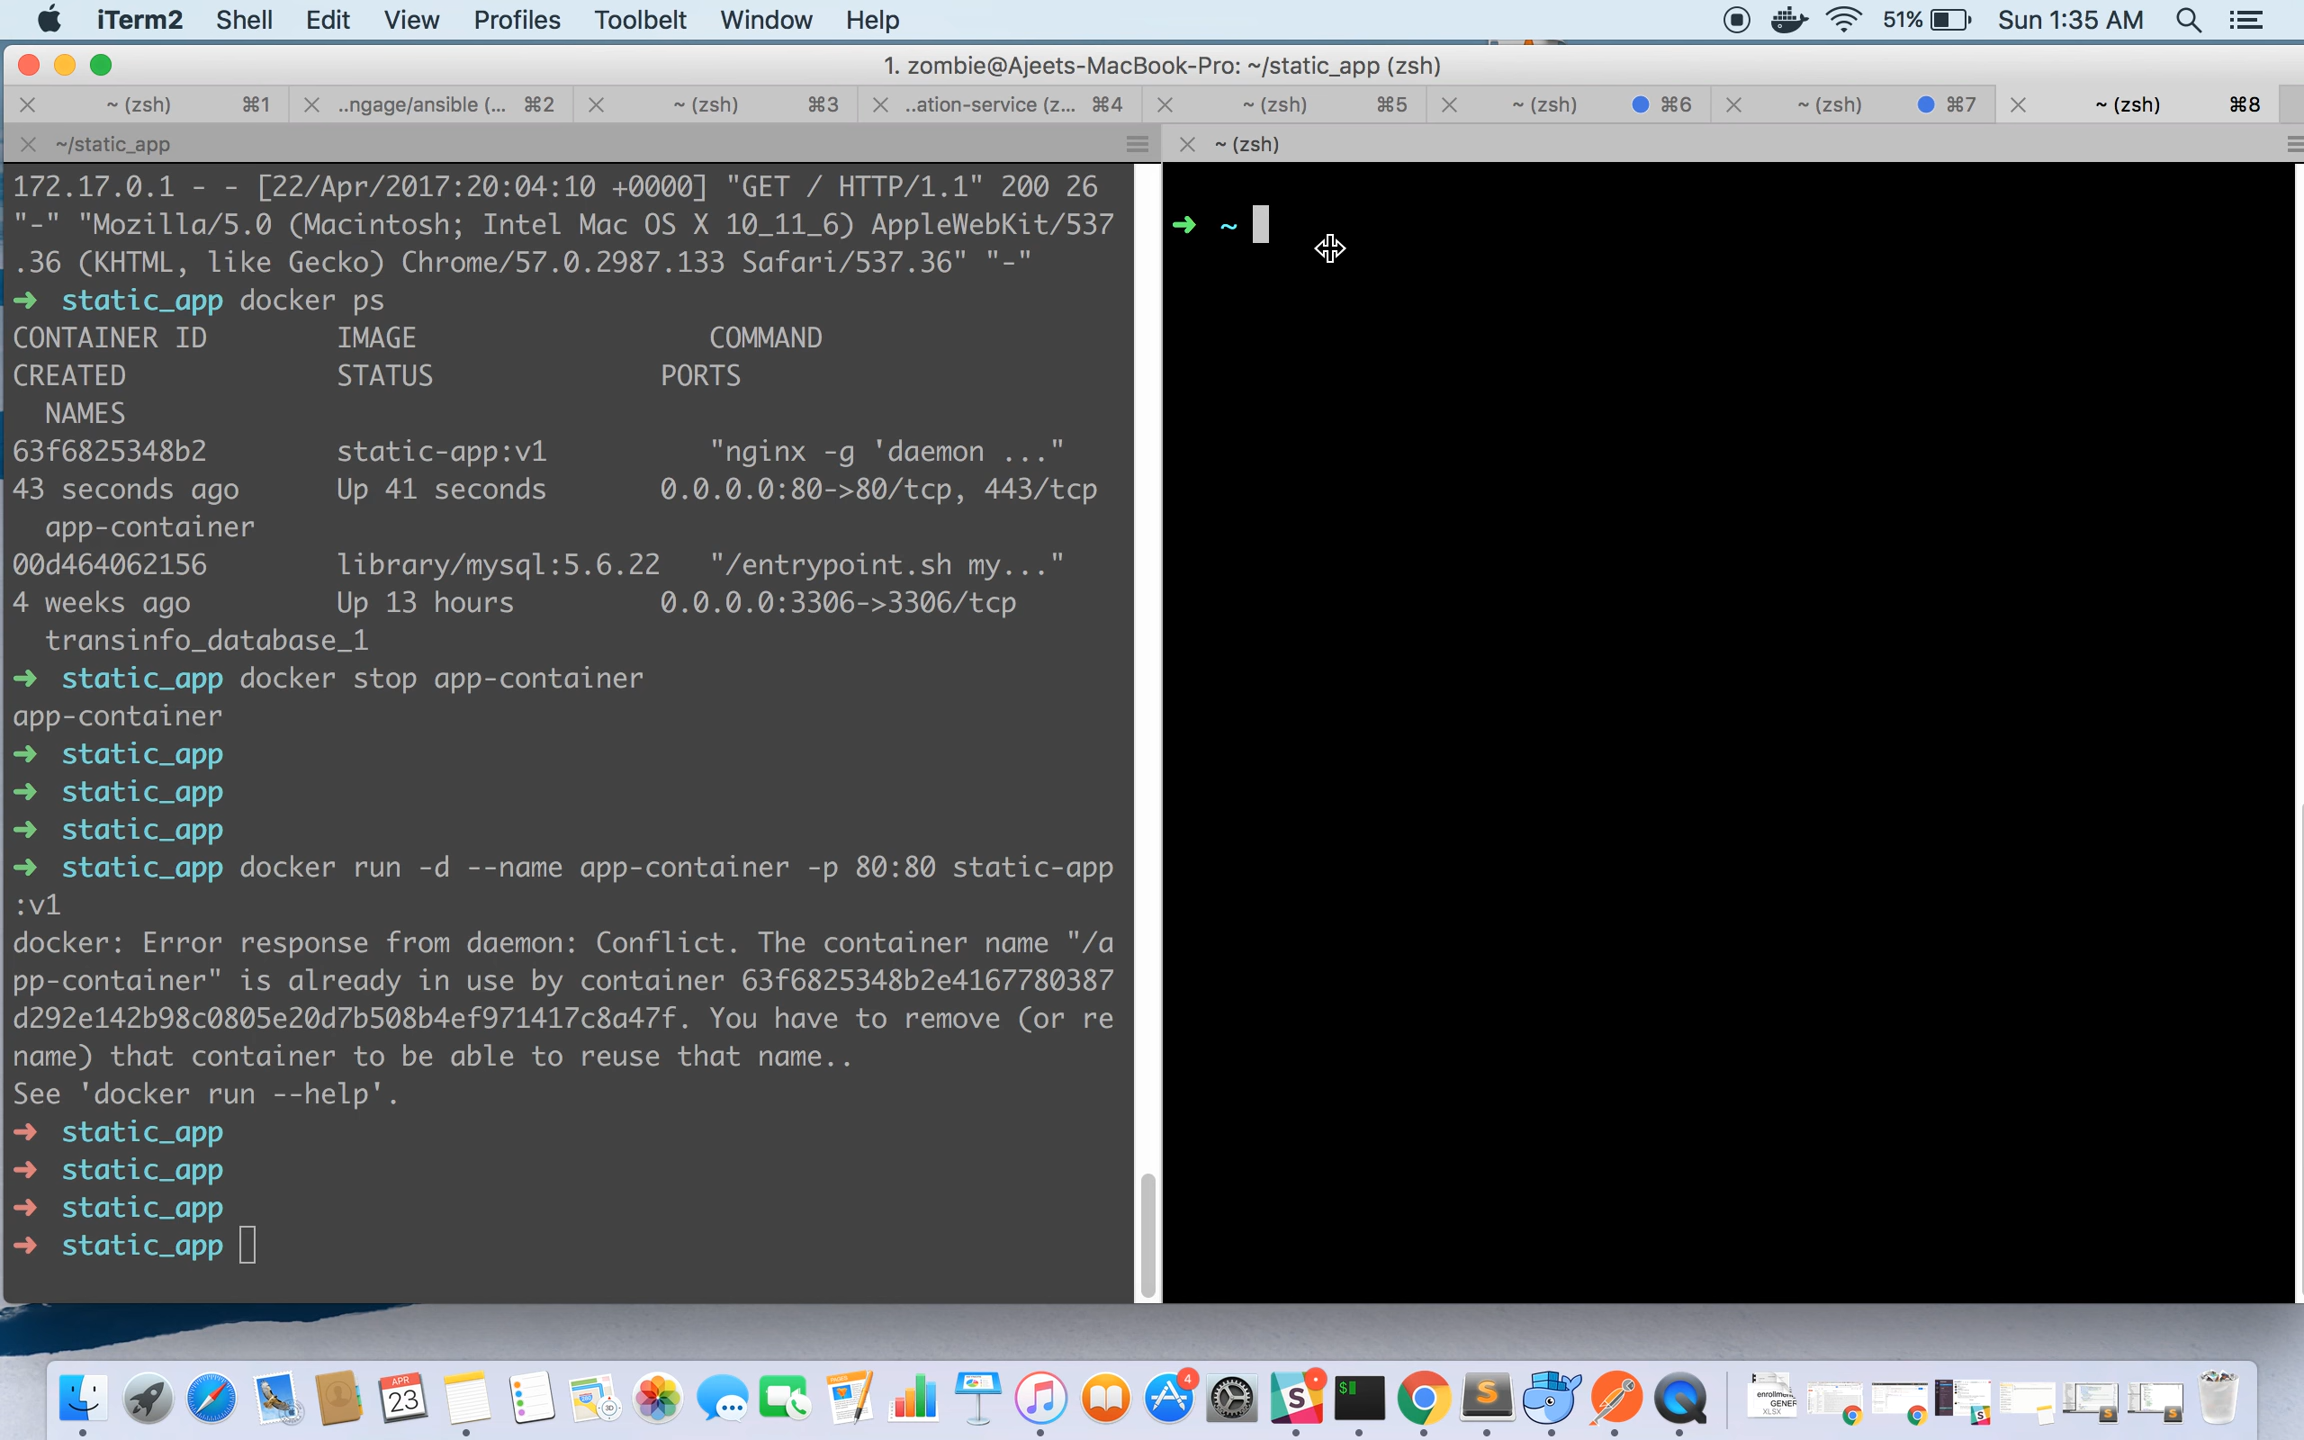 iTerm2 Shell Edit View Profiles Toolbelt Window Help 51% Sun 1:35 AM
1. zombie@Ajeets-MacBook-Pro: ~/static_app (zsh)
~ (zsh) ⌘1 ..ngage/ansible (... ⌘2 ~ (zsh) ⌘3 ..ation-service (z... ⌘4 ~ (zsh) ⌘5 ~ (zsh) ⌘6 ~ (zsh) ⌘7 ~ (zsh) ⌘8
~/static_app
172.17.0.1 - - [22/Apr/2017:20:04:10 +0000] "GET / HTTP/1.1" 200 26
"-" "Mozilla/5.0 (Macintosh; Intel Mac OS X 10_11_6) AppleWebKit/537
.36 (KHTML, like Gecko) Chrome/57.0.2987.133 Safari/537.36" "-"
➜ static_app docker ps
CONTAINER ID IMAGE COMMAND
CREATED STATUS PORTS
NAMES
63f6825348b2 static-app:v1 "nginx -g 'daemon ..."
43 seconds ago Up 41 seconds 0.0.0.0:80->80/tcp, 443/tcp
app-container
00d464062156 library/mysql:5.6.22 "/entrypoint.sh my..."
4 weeks ago Up 13 hours 0.0.0.0:3306->3306/tcp
transinfo_database_1
➜ static_app docker stop app-container
app-container
➜ static_app
➜ static_app
➜ static_app
➜ static_app docker run -d --name app-container -p 80:80 static-app
:v1
docker: Error response from daemon: Conflict. The container name "/a
pp-container" is already in use by container 63f6825348b2e4167780387
d292e142b98c0805e20d7b508b4ef971417c8a47f. You have to remove (or re
name) that container to be able to reuse that name..
See 'docker run --help'.
➜ static_app
➜ static_app
➜ static_app
➜ static_app
~ (zsh)
➜ ~
APR
23
4
enrollmen
GENER
XLSX